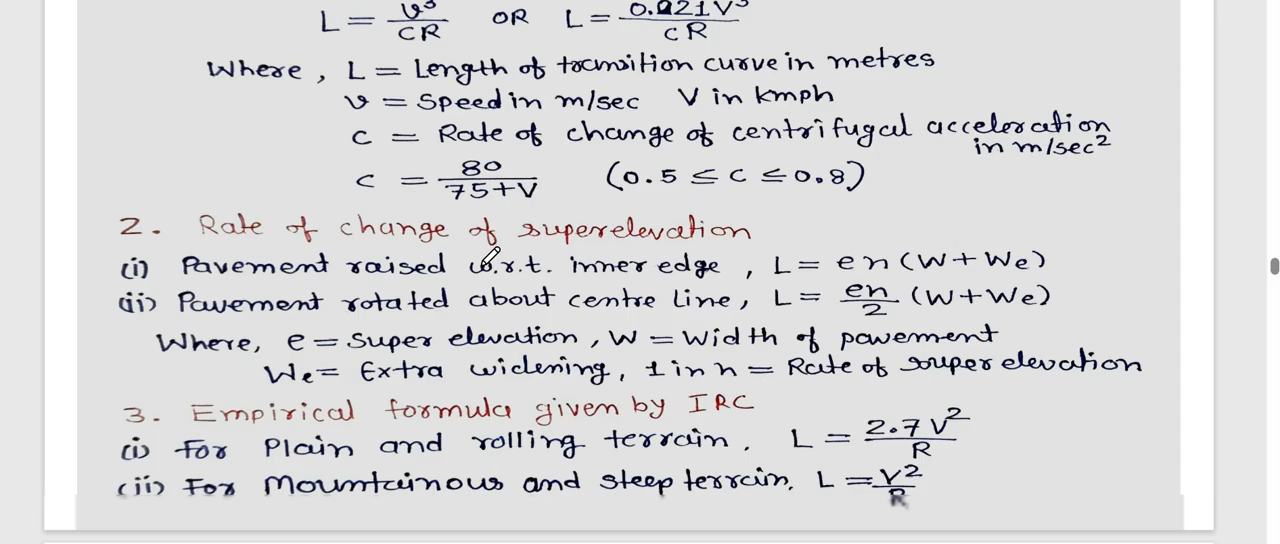 L = v³/CR OR L = 0.0215V³/CR
Where, L = Length of transition curve in metres
v = Speed in m/sec V in kmph
C = Rate of change of centrifugal acceleration in m/sec²
C = 80/75+V (0.5 ≤ C ≤ 0.8)
2. Rate of change of superelevation
(i) Pavement raised w.r.t. inner edge, L = en(W+We)
(ii) Pavement rotated about centre line, L = en/2 (W+We)
Where, e = Super elevation, W = Width of pavement
We = Extra widening, 1 in n = Rate of super elevation
3. Empirical formula given by IRC
(i) For Plain and rolling terrain. L = 2.7V²/R
(ii) For Mountainous and steep terrain. L = V²/R